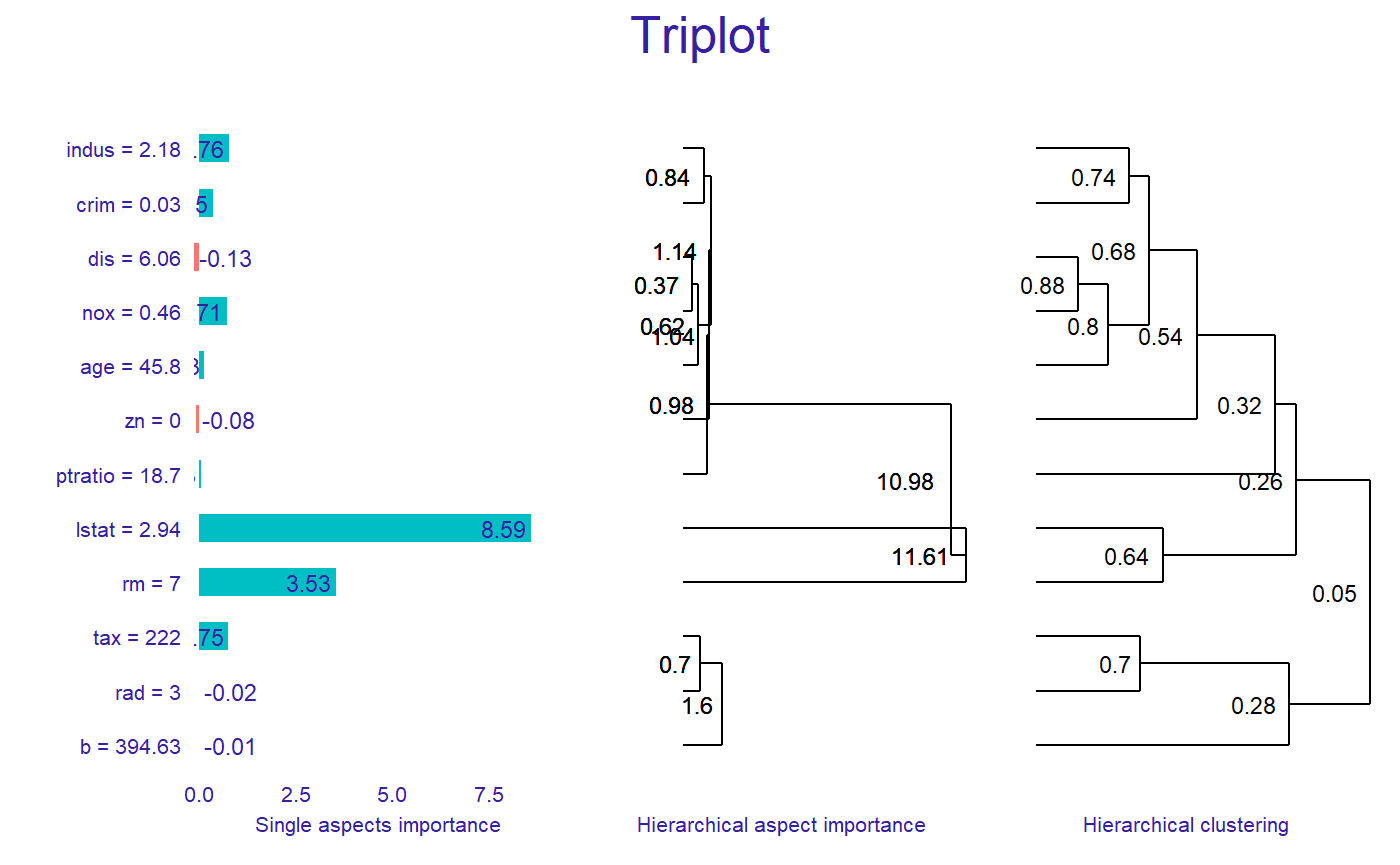 Triplot
indus = 2.18 .76
crim = 0.03 5
dis = 6.06 -0.13
nox = 0.46 71
age = 45.8
zn = 0 -0.08
ptratio = 18.7
lstat = 2.94 8.59
rm = 7 3.53
tax = 222 .75
rad = 3 -0.02
b = 394.63 -0.01
0.0 2.5 5.0 7.5
Single aspects importance
0.84
1.14
0.37
0.62
1.04
0.98
10.98
11.61
0.7
1.6
Hierarchical aspect importance
0.74
0.68
0.88
0.8
0.54
0.32
0.26
0.64
0.05
0.7
0.28
Hierarchical clustering